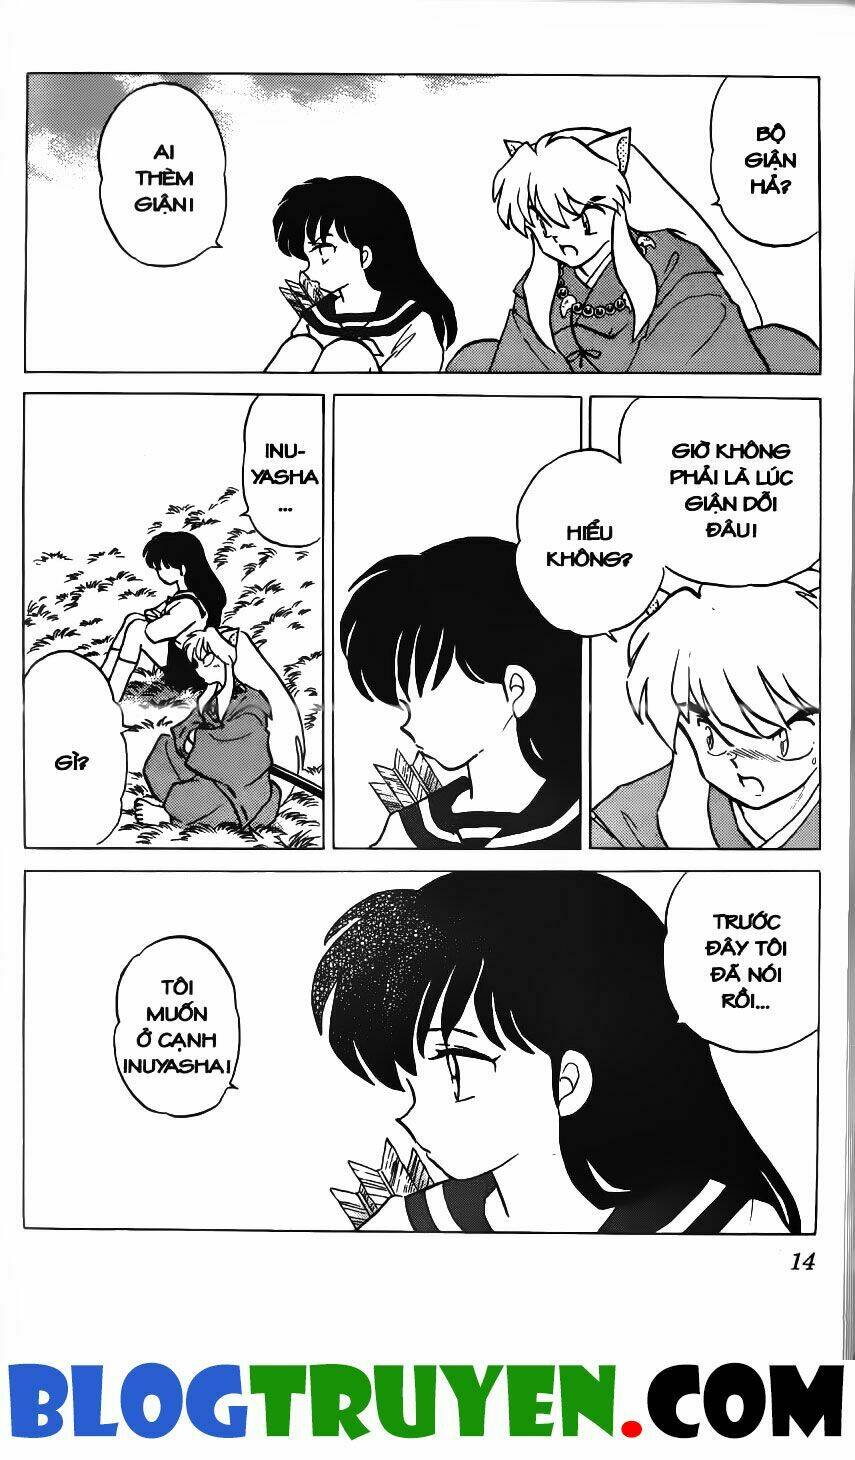 BỘ
GIẬN
HẢ?
AI
THÈM
GIẬN!
GIỜ KHÔNG
PHẢI LÀ LÚC
GIẬN DỖI
ĐÂU!
HIỂU
KHÔNG?
INU-
YASHA
...
GÌ?
TRƯỚC
ĐÂY TÔI
ĐÃ NÓI
RỒI...
TÔI
MUỐN
Ở CẠNH
INUYASHA!
14
BLOGTRUYEN.COM